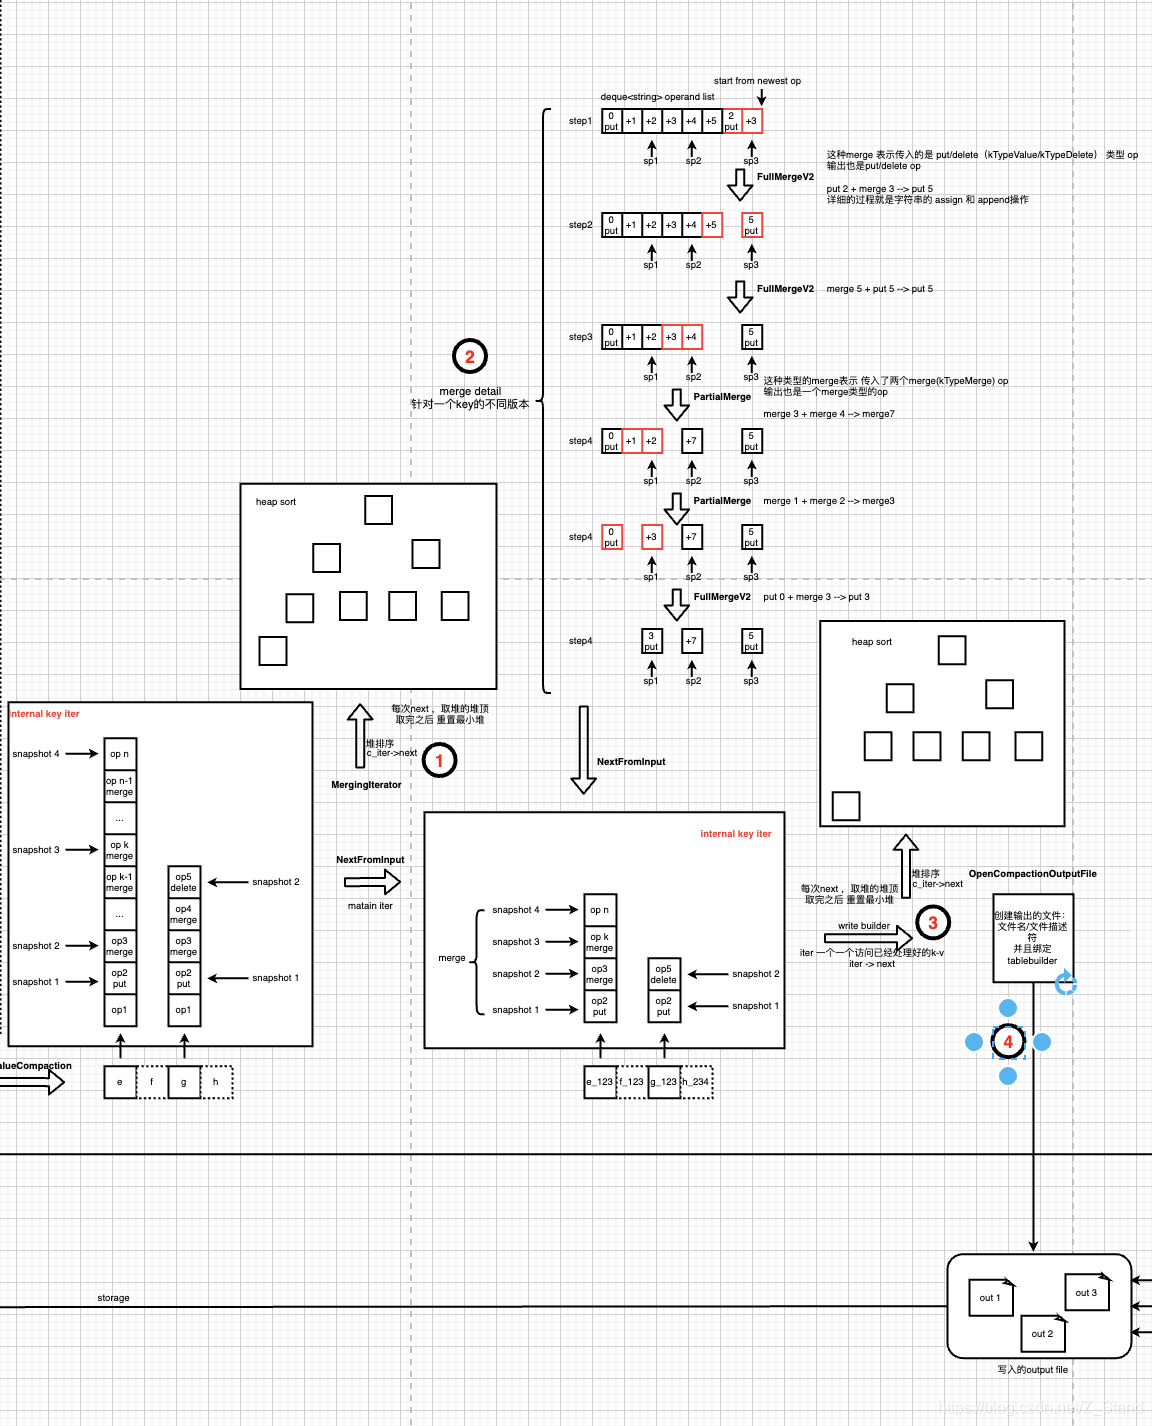 start from newest op
deque<string> operand list
step1
0 put
+1
+2
+3
+4
+5
2 put
+3
sp1
sp2
sp3
这种merge 表示传入的是 put/delete（kTypeValue/kTypeDelete） 类型 op
输出也是put/delete op
put 2 + merge 3 --> put 5
详细的过程就是字符串的 assign 和 append操作
FullMergeV2
step2
0 put
+1
+2
+3
+4
+5
5 put
sp1
sp2
sp3
FullMergeV2
merge 5 + put 5 --> put 5
step3
0 put
+1
+2
+3
+4
5 put
sp1
sp2
sp3
2
merge detail
针对一个key的不同版本
这种类型的merge表示 传入了两个merge(kTypeMerge) op
输出也是一个merge类型的op
PartialMerge
merge 3 + merge 4 --> merge7
step4
0 put
+1
+2
+7
5 put
sp1
sp2
sp3
PartialMerge
merge 1 + merge 2 --> merge3
step4
0 put
+3
+7
5 put
sp1
sp2
sp3
FullMergeV2
put 0 + merge 3 --> put 3
step4
3 put
+7
5 put
sp1
sp2
sp3
heap sort
heap sort
每次next ，取堆的堆顶
取完之后 重置最小堆
堆排序
c_iter->next
1
MergingIterator
NextFromInput
internal key iter
snapshot 4
op n
op n-1
merge
...
snapshot 3
op k
merge
op k-1
merge
...
snapshot 2
op3
merge
snapshot 1
op2
put
op1
op5
delete
snapshot 2
op4
merge
op3
merge
op2
put
snapshot 1
op1
alueCompaction
e
f
g
h
NextFromInput
matain iter
internal key iter
merge
snapshot 4
op n
snapshot 3
op k
merge
snapshot 2
op3
merge
snapshot 1
op2
put
op5
delete
snapshot 2
op2
put
snapshot 1
e_123
f_123
g_123
h_234
堆排序
c_iter->next
每次next ，取堆的堆顶
取完之后 重置最小堆
3
write builder
iter 一个一个访问已经处理好的k-v
iter -> next
OpenCompactionOutputFile
创建输出的文件：
文件名/文件描述
符
并且绑定
tablebuilder
4
storage
out 1
out 3
out 2
写入的output file
https://blog.csdn.net/Z_Stand